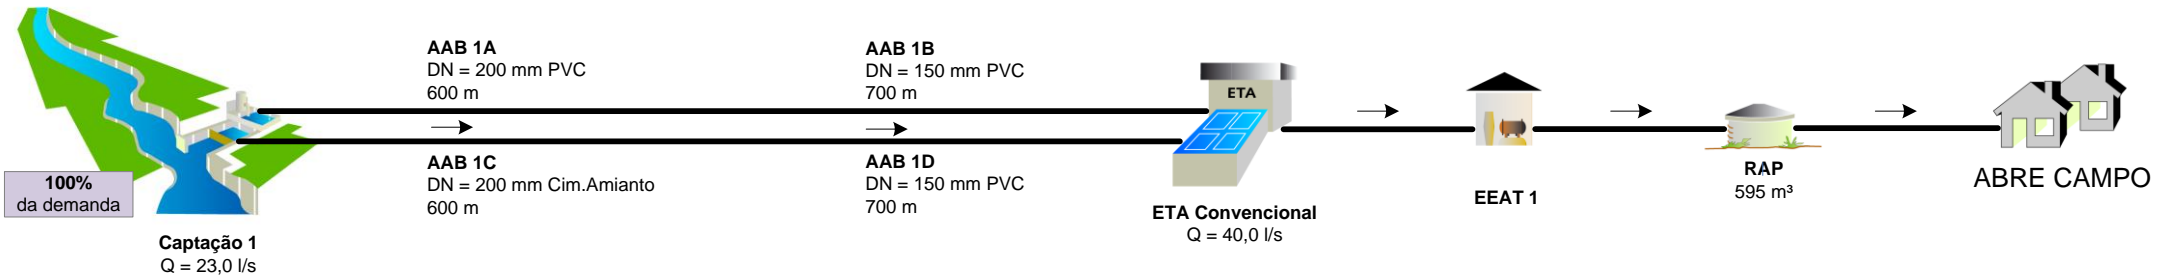 AAB 1A
DN = 200 mm PVC
600 m
AAB 1B
DN = 150 mm PVC
700 m
ETA
AAB 1C
DN = 200 mm Cim.Amianto
600 m
AAB 1D
DN = 150 mm PVC
700 m
100%
da demanda
Captação 1
Q = 23,0 l/s
ETA Convencional
Q = 40,0 l/s
EEAT 1
RAP
595 m³
ABRE CAMPO